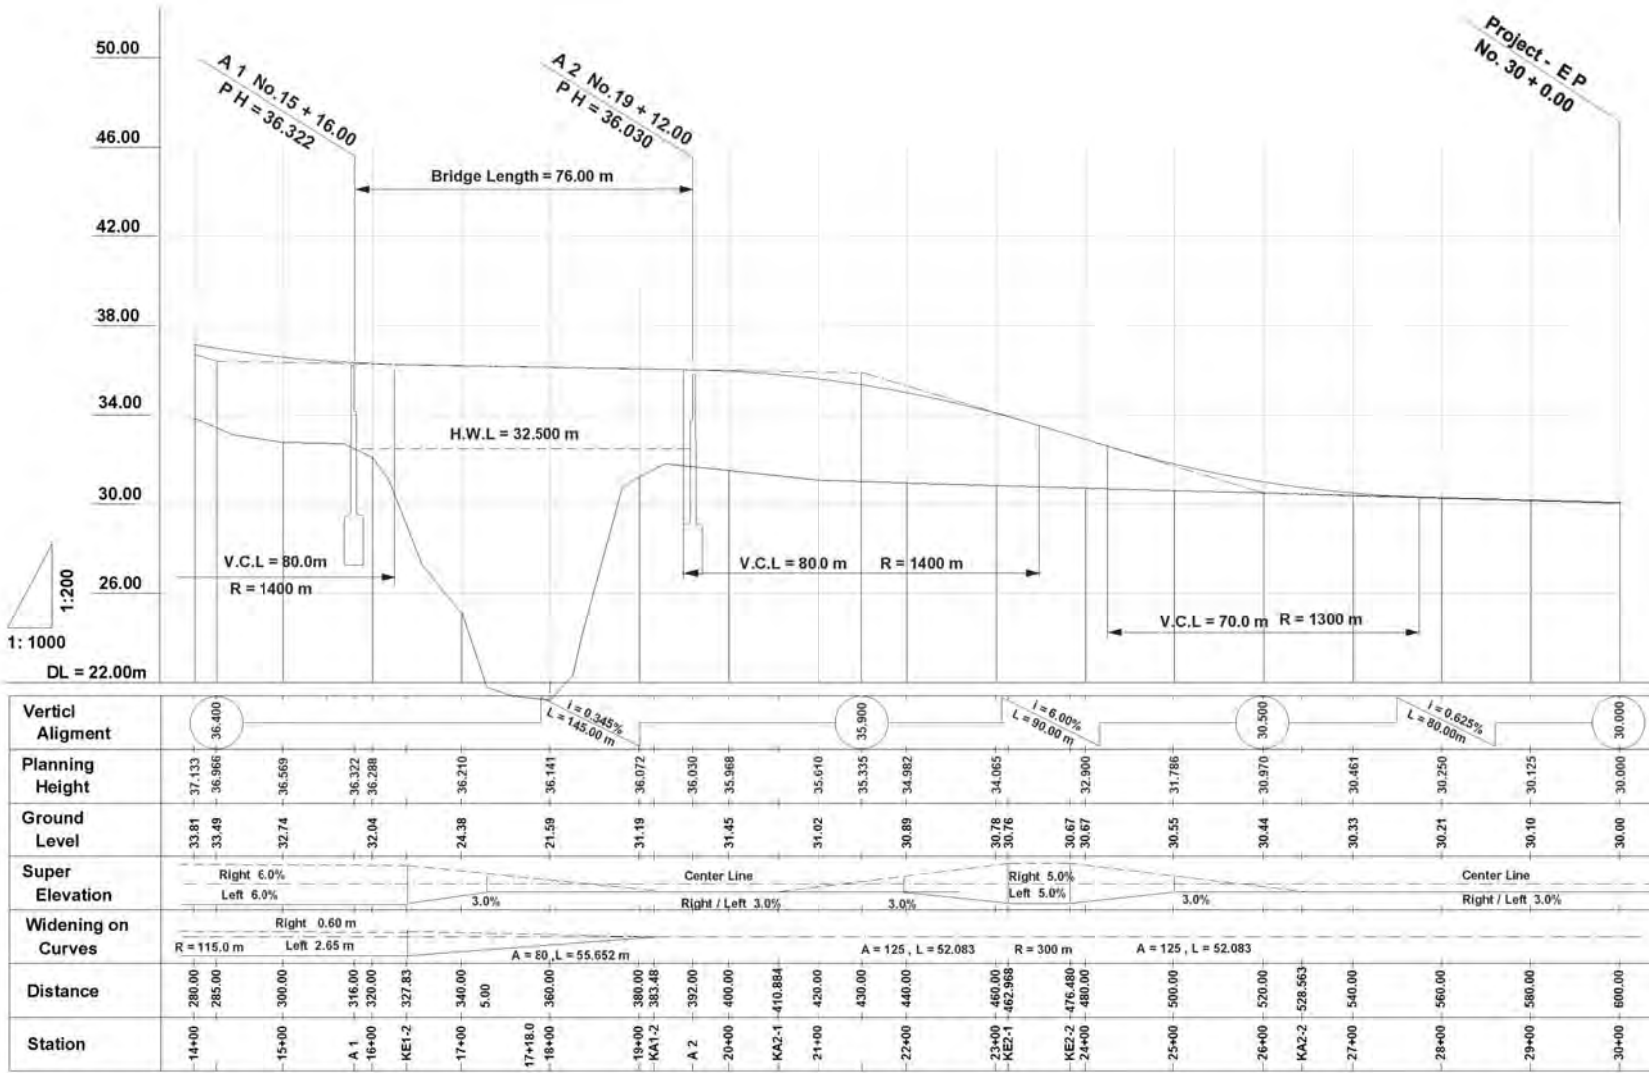 50.00
46.00
42.00
38.00
34.00
30.00
26.00
DL = 22.00m
1:200
1: 1000
A 1 No.15 + 16.00
P H = 36.322
A 2 No.19 + 12.00
P H = 36.030
Project - E P
No. 30 + 0.00
Bridge Length = 76.00 m
H.W.L = 32.500 m
V.C.L = 80.0m
R = 1400 m
V.C.L = 80.0 m R = 1400 m
V.C.L = 70.0 m R = 1300 m
Verticl
Aligment
36.400
i = 0.345%
L = 145.00 m
35.900
i = 6.00%
L = 90.00 m
30.500
i = 0.625%
L = 80.00m
30.000
Planning
Height
37.133 36.966 36.569 36.322 36.288 36.210 36.141 36.072 36.030 35.968 35.610 35.335 34.982 34.065 32.900 31.786 30.970 30.461 30.250 30.125 30.000
Ground
Level
33.81 33.49 32.74 32.04 24.38 21.59 31.19 31.45 31.02 30.89 30.78 30.76 30.67 30.67 30.55 30.44 30.33 30.21 30.10 30.00
Super
Elevation
Right 6.0%
Left 6.0%
3.0%
Center Line
Right / Left 3.0%
3.0%
Right 5.0%
Left 5.0%
3.0%
Center Line
Right / Left 3.0%
Widening on
Curves
Right 0.60 m
R = 115.0 m Left 2.65 m
A = 80 ,L = 55.652 m
A = 125 , L = 52.083
R = 300 m
A = 125 , L = 52.083
Distance
280.00 285.00 300.00 316.00 320.00 327.83 340.00 5.00 360.00 380.00 383.48 392.00 400.00 410.884 420.00 430.00 440.00 460.00 462.968 476.480 480.00 500.00 520.00 528.563 540.00 560.00 580.00 600.00
Station
14+00 15+00 A 1 16+00 KE1-2 17+00 17+18.0 18+00 19+00 KA1-2 A 2 20+00 KA2-1 21+00 22+00 23+00 KE2-1 KE2-2 24+00 25+00 26+00 KA2-2 27+00 28+00 29+00 30+00